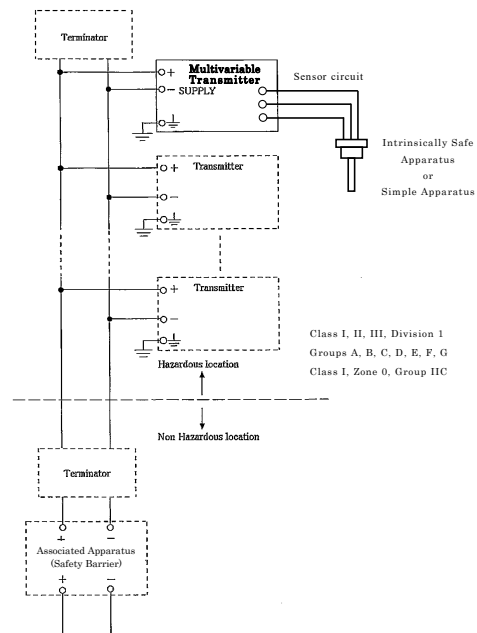 Terminator
Multivariable
Transmitter
+
− SUPPLY
Sensor circuit
Intrinsically Safe
Apparatus
or
Simple Apparatus
+
Transmitter
−
+
Transmitter
−
Class I, II, III, Division 1
Groups A, B, C, D, E, F, G
Class I, Zone 0, Group IIC
Hazardous location
Non Hazardous location
Terminator
+ −
Associated Apparatus
(Safety Barrier)
+ −